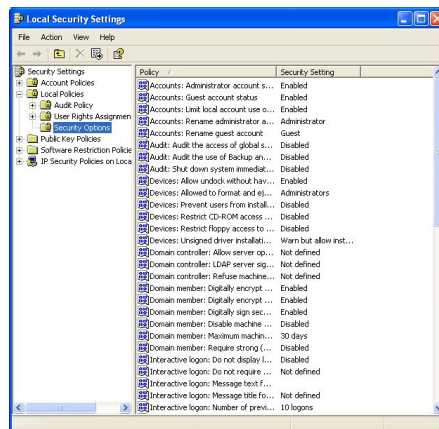 Local Security Settings
File Action View Help
Security Settings
Account Policies
Local Policies
Audit Policy
User Rights Assignmen
Security Options
Public Key Policies
Software Restriction Policie
IP Security Policies on Loca
Policy Security Setting
Accounts: Administrator account s... Enabled
Accounts: Guest account status Enabled
Accounts: Limit local account use o... Enabled
Accounts: Rename administrator a... Administrator
Accounts: Rename guest account Guest
Audit: Audit the access of global s... Disabled
Audit: Audit the use of Backup an... Disabled
Audit: Shut down system immediat... Disabled
Devices: Allow undock without hav... Enabled
Devices: Allowed to format and ej... Administrators
Devices: Prevent users from install... Disabled
Devices: Restrict CD-ROM access ... Disabled
Devices: Restrict floppy access to ... Disabled
Devices: Unsigned driver installati... Warn but allow inst...
Domain controller: Allow server op... Not defined
Domain controller: LDAP server sig... Not defined
Domain controller: Refuse machine... Not defined
Domain member: Digitally encrypt ... Enabled
Domain member: Digitally encrypt ... Enabled
Domain member: Digitally sign sec... Enabled
Domain member: Disable machine ... Disabled
Domain member: Maximum machin... 30 days
Domain member: Require strong (... Disabled
Interactive logon: Do not display l... Disabled
Interactive logon: Do not require ... Not defined
Interactive logon: Message text f...
Interactive logon: Message title fo... Not defined
Interactive logon: Number of previ... 10 logons